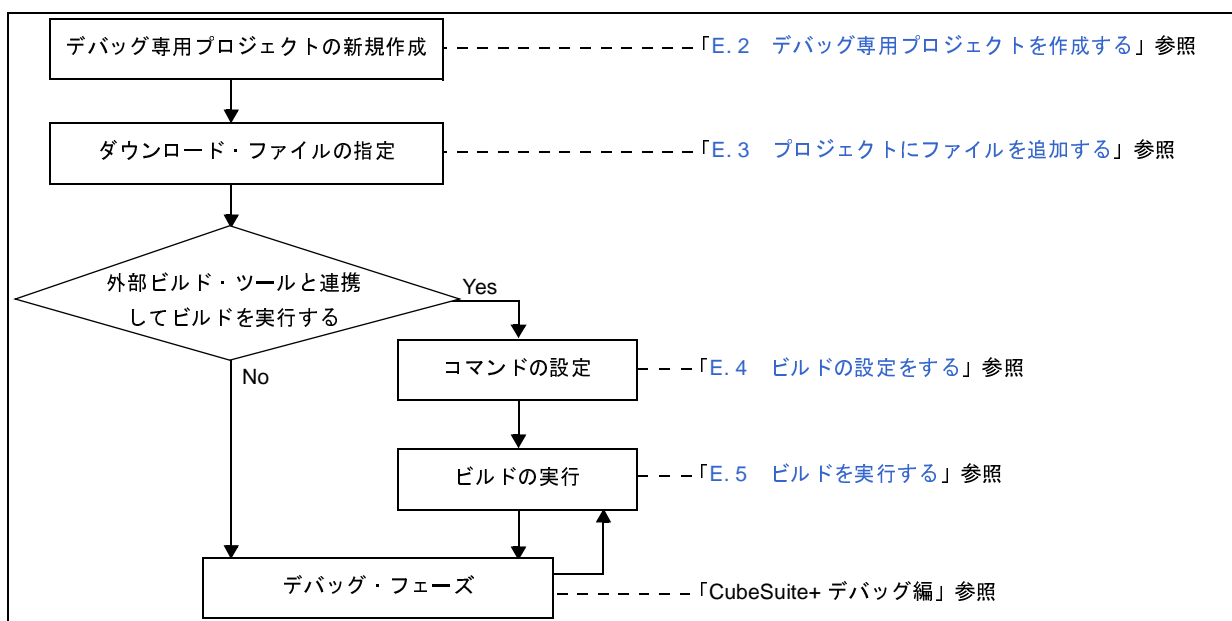 デバッグ専用プロジェクトの新規作成
「E. 2　デバッグ専用プロジェクトを作成する」参照
ダウンロード・ファイルの指定
「E. 3　プロジェクトにファイルを追加する」参照
外部ビルド・ツールと連携
してビルドを実行する
Yes
No
コマンドの設定
「E. 4　ビルドの設定をする」参照
ビルドの実行
「E. 5　ビルドを実行する」参照
デバッグ・フェーズ
「CubeSuite+ デバッグ編」参照